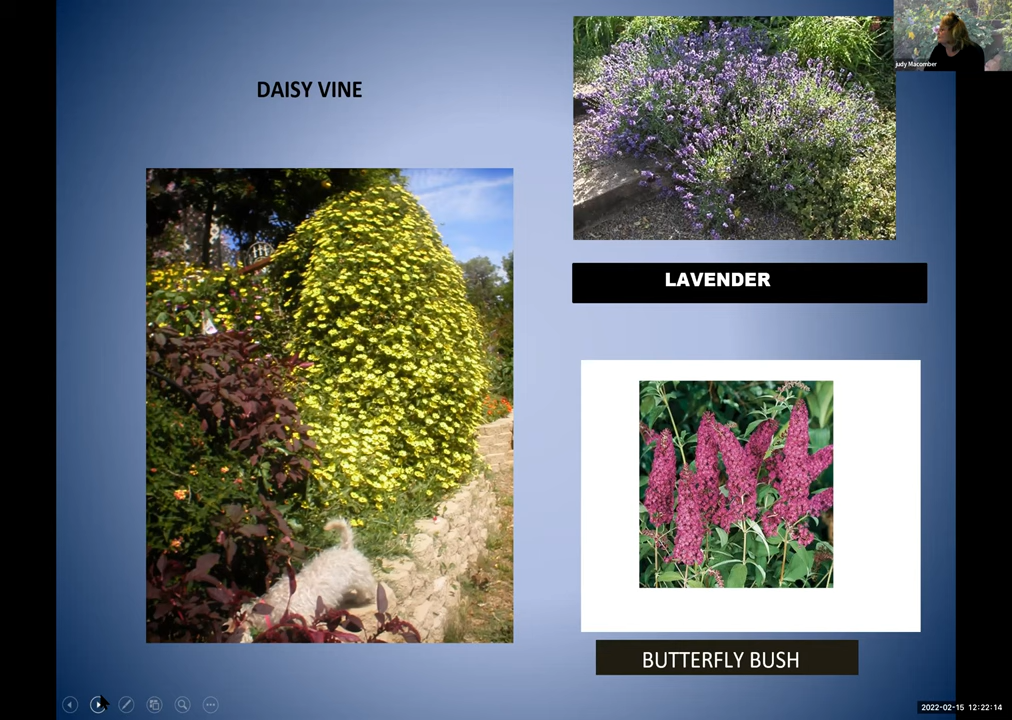 judy Macomber
DAISY VINE
LAVENDER
BUTTERFLY BUSH
2022-02-15 12:22:14